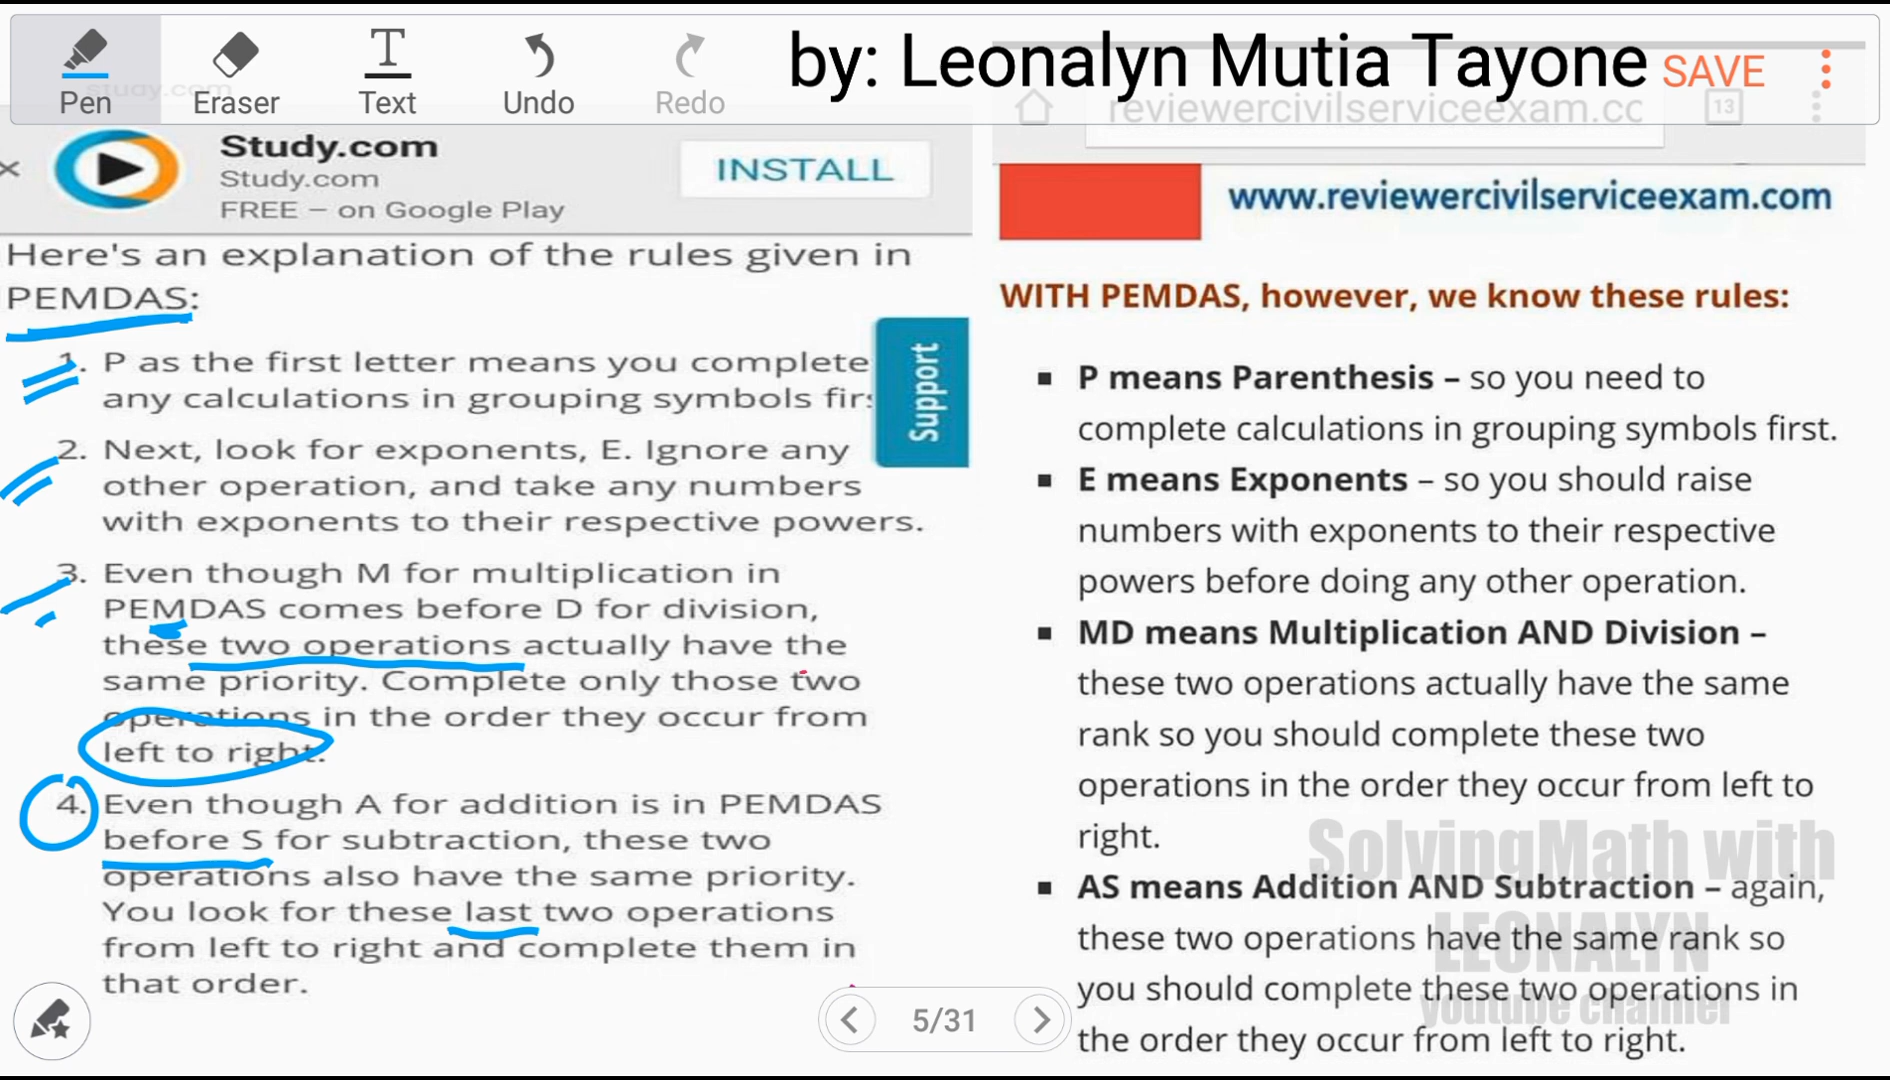 Pen
Eraser
Text
Undo
Redo
by: Leonalyn Mutia Tayone
SAVE
study.com
reviewercivilserviceexam.cc
13
Study.com
Study.com
FREE – on Google Play
INSTALL
Here's an explanation of the rules given in
PEMDAS:
1. P as the first letter means you complete
any calculations in grouping symbols
2. Next, look for exponents, E. Ignore any
other operation, and take any numbers
with exponents to their respective powers.
3. Even though M for multiplication in
PEMDAS comes before D for division,
these two operations actually have the
same priority. Complete only those two
operations in the order they occur from
left to right.
4. Even though A for addition is in PEMDAS
before S for subtraction, these two
operations also have the same priority.
You look for these last two operations
from left to right and complete them in
that order.
Support
5/31
www.reviewercivilserviceexam.com
WITH PEMDAS, however, we know these rules:
▪ P means Parenthesis – so you need to
complete calculations in grouping symbols first.
▪ E means Exponents – so you should raise
numbers with exponents to their respective
powers before doing any other operation.
▪ MD means Multiplication AND Division –
these two operations actually have the same
rank so you should complete these two
operations in the order they occur from left to
right.
▪ AS means Addition AND Subtraction – again,
these two operations have the same rank so
you should complete these two operations in
the order they occur from left to right.
SolvingMath with
LEONALYN
youtube channel